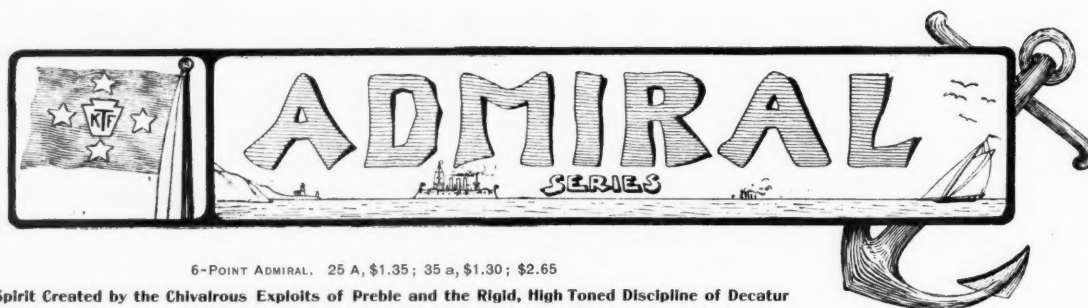 KTF
ADMIRAL
SERIES
6-POINT ADMIRAL. 25 A, $1.35; 35 a, $1.30; $2.65
Spirit Created by the Chivalrous Exploits of Preble and the Rigid, High Toned Discipline of Decatur